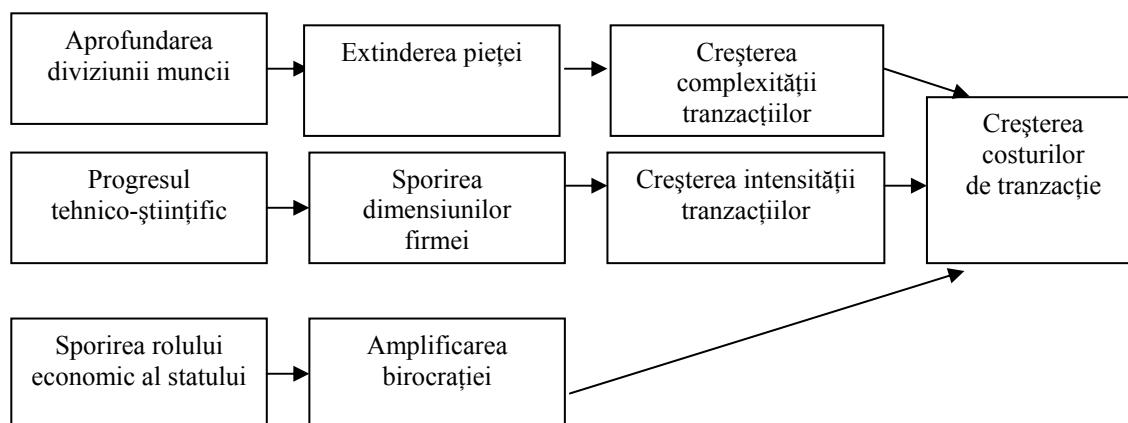 Aprofundarea
diviziunii muncii
Extinderea pieței
Creşterea
complexității
tranzacțiilor
Creşterea
costurilor
de tranzacție
Progresul
tehnico-ştiințific
Sporirea
dimensiunilor
firmei
Creşterea intensității
tranzacțiilor
Sporirea rolului
economic al statului
Amplificarea
birocrației